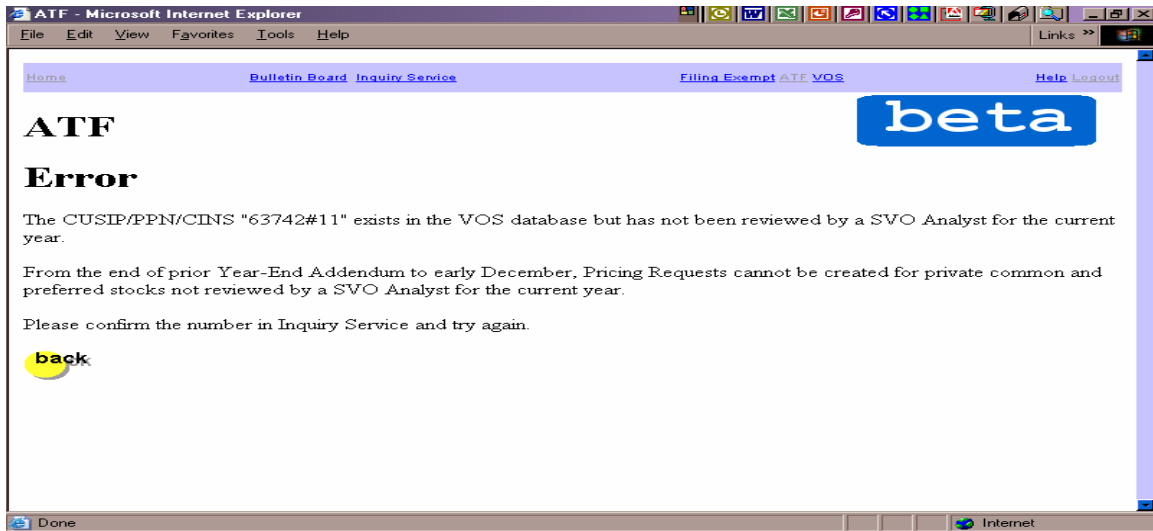 ATF - Microsoft Internet Explorer
File Edit View Favorites Tools Help
Links »
Home Bulletin Board Inquiry Service Filing Exempt ATF VOS Help Logout
beta
ATF
Error
The CUSIP/PPN/CINS "63742#11" exists in the VOS database but has not been reviewed by a SVO Analyst for the current
year.
From the end of prior Year-End Addendum to early December, Pricing Requests cannot be created for private common and
preferred stocks not reviewed by a SVO Analyst for the current year.
Please confirm the number in Inquiry Service and try again.
back
Done Internet